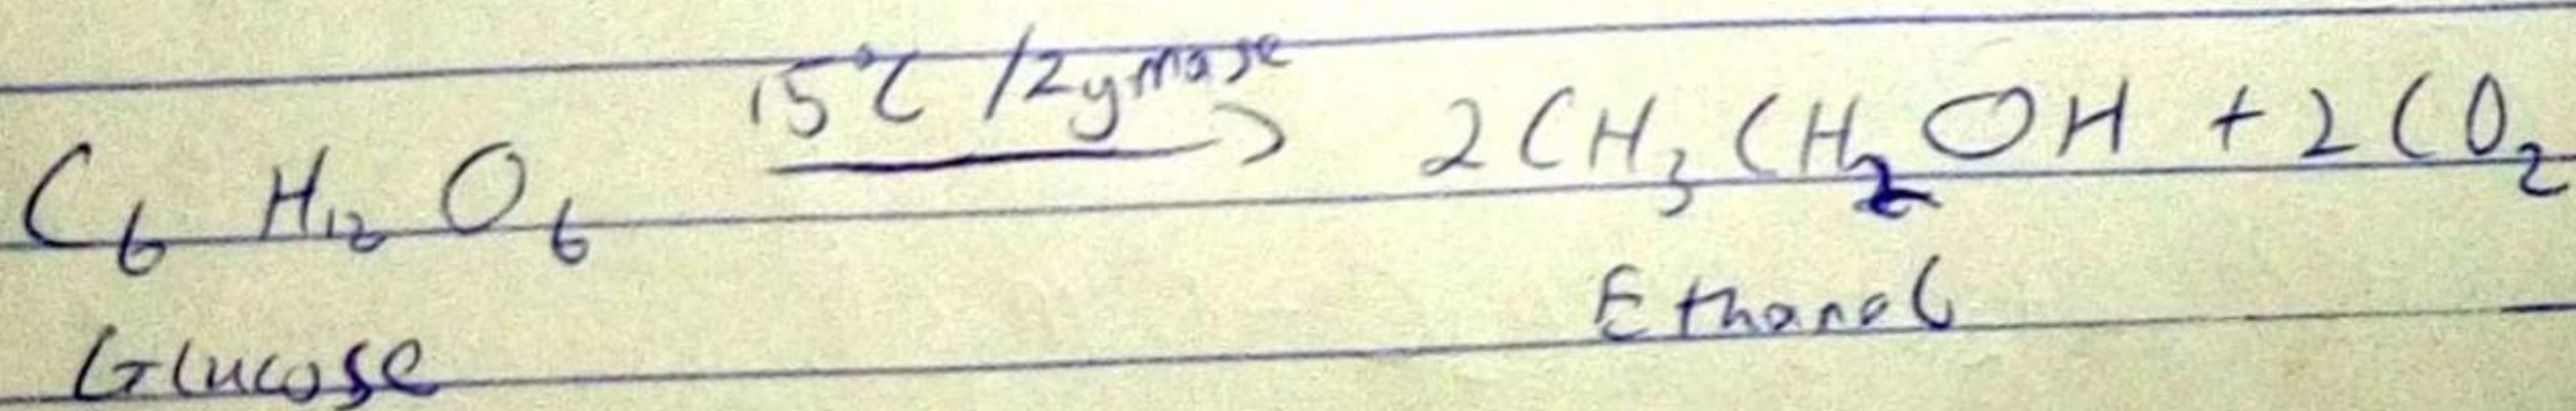 C₆ H₁₂ O₆ 15°C /Zymase → 2CH₃CH₂OH + 2CO₂
Glucose Ethanol